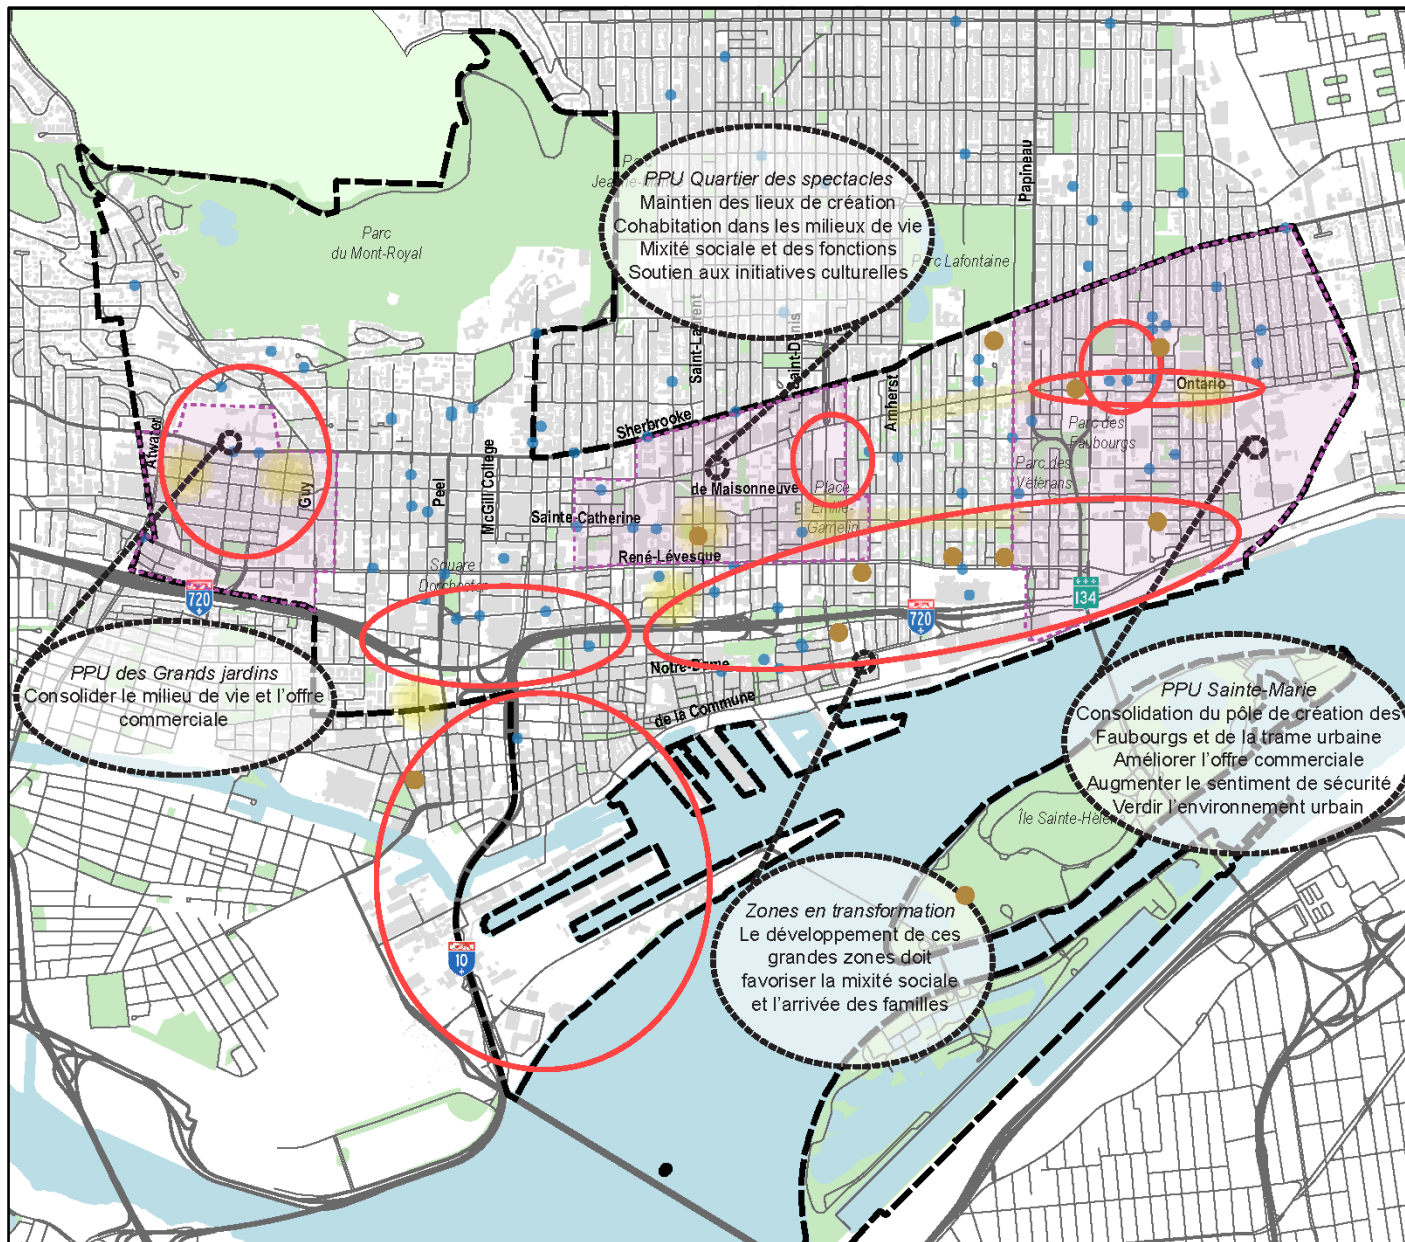 PPU Quartier des spectacles
Maintien des lieux de création
Cohabitation dans les milieux de vie
Mixité sociale et des fonctions
Soutien aux initiatives culturelles
Parc
du Mont-Royal
Parc Lafontaine
Papineau
Saint-Laurent
Saint-Denis
Amherst
Sherbrooke
Ontario
Parc des
Faubourgs
Parc des
Vétérans
Atwater
Guy
Peel
McGill College
de Maisonneuve
Place
Émilie-
Gamelin
Sainte-Catherine
René-Lévesque
Square
Dorchester
720
720
134
Notre-Dame
de la Commune
PPU des Grands jardins
Consolider le milieu de vie et l'offre
commerciale
PPU Sainte-Marie
Consolidation du pôle de création des
Faubourgs et de la trame urbaine
Améliorer l'offre commerciale
Augmenter le sentiment de sécurité
Verdir l'environnement urbain
Île Sainte-Hélène
Zones en transformation
Le développement de ces
grandes zones doit
favoriser la mixité sociale
et l'arrivée des familles
10